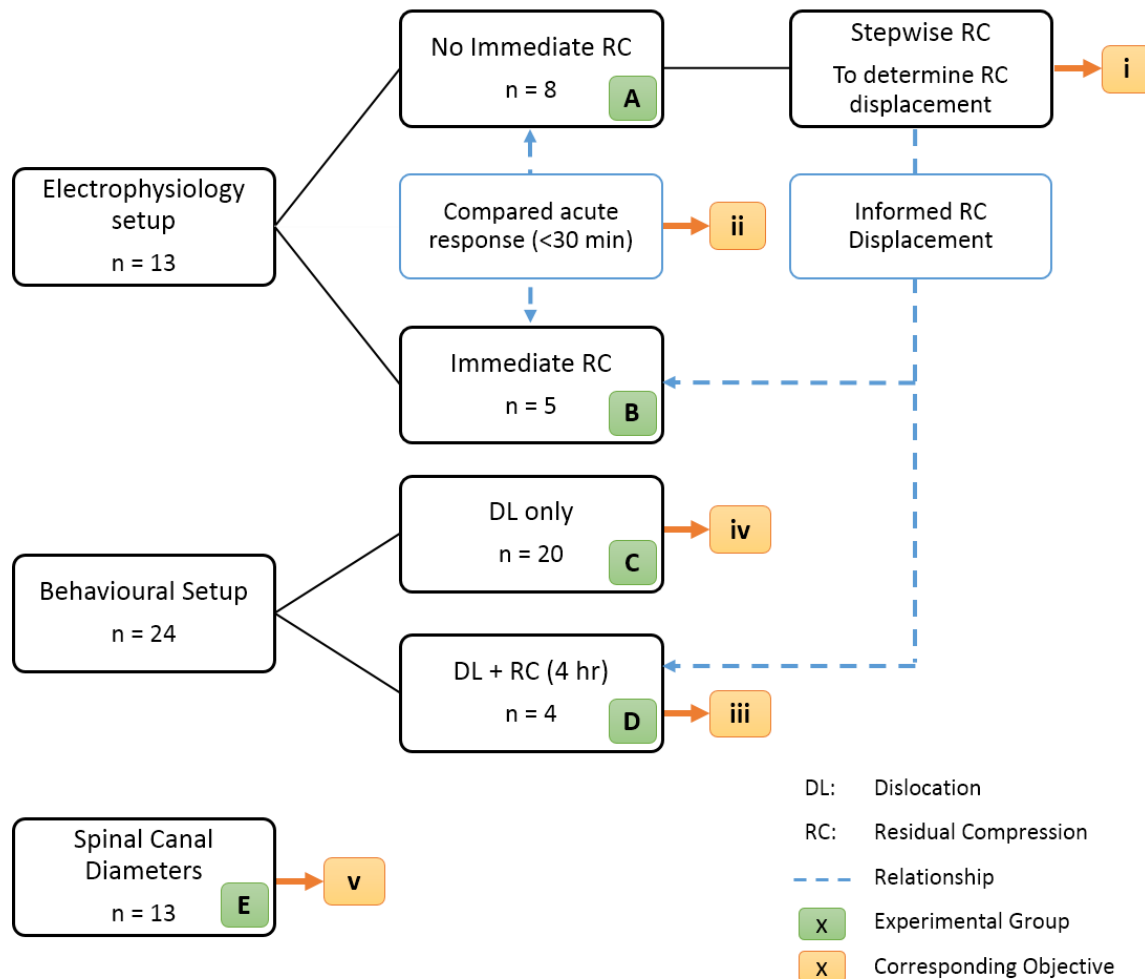 No Immediate RC
n = 8
A
Stepwise RC
To determine RC
displacement
i
Electrophysiology
setup
n = 13
Compared acute
response (<30 min)
ii
Informed RC
Displacement
Immediate RC
n = 5
B
DL only
n = 20
C
iv
Behavioural Setup
n = 24
DL + RC (4 hr)
n = 4
D
iii
Spinal Canal
Diameters
n = 13
E
v
DL: Dislocation
RC: Residual Compression
Relationship
X Experimental Group
X Corresponding Objective